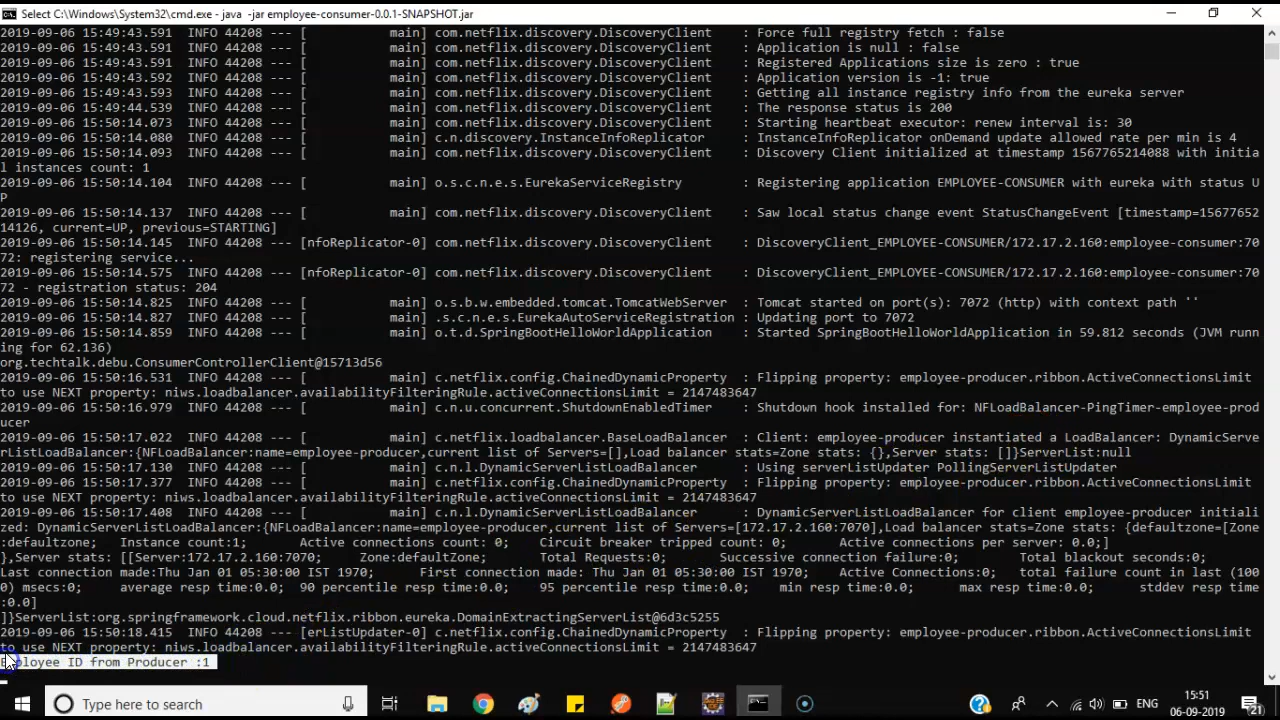 Select C:\Windows\System32\cmd.exe - java -jar employee-consumer-0.0.1-SNAPSHOT.jar
2019-09-06 15:49:43.591 INFO 44208 --- [ main] com.netflix.discovery.DiscoveryClient : Force full registry fetch : false
2019-09-06 15:49:43.591 INFO 44208 --- [ main] com.netflix.discovery.DiscoveryClient : Application is null : false
2019-09-06 15:49:43.591 INFO 44208 --- [ main] com.netflix.discovery.DiscoveryClient : Registered Applications size is zero : true
2019-09-06 15:49:43.592 INFO 44208 --- [ main] com.netflix.discovery.DiscoveryClient : Application version is -1: true
2019-09-06 15:49:43.593 INFO 44208 --- [ main] com.netflix.discovery.DiscoveryClient : Getting all instance registry info from the eureka server
2019-09-06 15:49:44.539 INFO 44208 --- [ main] com.netflix.discovery.DiscoveryClient : The response status is 200
2019-09-06 15:50:14.073 INFO 44208 --- [ main] com.netflix.discovery.DiscoveryClient : Starting heartbeat executor: renew interval is: 30
2019-09-06 15:50:14.080 INFO 44208 --- [ main] c.n.discovery.InstanceInfoReplicator : InstanceInfoReplicator onDemand update allowed rate per min is 4
2019-09-06 15:50:14.093 INFO 44208 --- [ main] com.netflix.discovery.DiscoveryClient : Discovery Client initialized at timestamp 1567765214088 with initia
l instances count: 1
2019-09-06 15:50:14.104 INFO 44208 --- [ main] o.s.c.n.e.s.EurekaServiceRegistry : Registering application EMPLOYEE-CONSUMER with eureka with status U
P
2019-09-06 15:50:14.137 INFO 44208 --- [ main] com.netflix.discovery.DiscoveryClient : Saw local status change event StatusChangeEvent [timestamp=15677652
14126, current=UP, previous=STARTING]
2019-09-06 15:50:14.145 INFO 44208 --- [nfoReplicator-0] com.netflix.discovery.DiscoveryClient : DiscoveryClient_EMPLOYEE-CONSUMER/172.17.2.160:employee-consumer:70
72: registering service...
2019-09-06 15:50:14.575 INFO 44208 --- [nfoReplicator-0] com.netflix.discovery.DiscoveryClient : DiscoveryClient_EMPLOYEE-CONSUMER/172.17.2.160:employee-consumer:70
72 - registration status: 204
2019-09-06 15:50:14.825 INFO 44208 --- [ main] o.s.b.w.embedded.tomcat.TomcatWebServer : Tomcat started on port(s): 7072 (http) with context path ''
2019-09-06 15:50:14.827 INFO 44208 --- [ main] .s.c.n.e.s.EurekaAutoServiceRegistration : Updating port to 7072
2019-09-06 15:50:14.859 INFO 44208 --- [ main] o.t.d.SpringBootHelloWorldApplication : Started SpringBootHelloWorldApplication in 59.812 seconds (JVM runn
ing for 62.136)
org.techtalk.debu.ConsumerControllerClient@15713d56
2019-09-06 15:50:16.531 INFO 44208 --- [ main] c.netflix.config.ChainedDynamicProperty : Flipping property: employee-producer.ribbon.ActiveConnectionsLimit
to use NEXT property: niws.loadbalancer.availabilityFilteringRule.activeConnectionsLimit = 2147483647
2019-09-06 15:50:16.979 INFO 44208 --- [ main] c.n.u.concurrent.ShutdownEnabledTimer : Shutdown hook installed for: NFLoadBalancer-PingTimer-employee-prod
ucer
2019-09-06 15:50:17.022 INFO 44208 --- [ main] c.netflix.loadbalancer.BaseLoadBalancer : Client: employee-producer instantiated a LoadBalancer: DynamicServe
rListLoadBalancer:{NFLoadBalancer:name=employee-producer,current list of Servers=[],Load balancer stats=Zone stats: {},Server stats: []}ServerList:null
2019-09-06 15:50:17.130 INFO 44208 --- [ main] c.n.l.DynamicServerListLoadBalancer : Using serverListUpdater PollingServerListUpdater
2019-09-06 15:50:17.377 INFO 44208 --- [ main] c.netflix.config.ChainedDynamicProperty : Flipping property: employee-producer.ribbon.ActiveConnectionsLimit
to use NEXT property: niws.loadbalancer.availabilityFilteringRule.activeConnectionsLimit = 2147483647
2019-09-06 15:50:17.408 INFO 44208 --- [ main] c.n.l.DynamicServerListLoadBalancer : DynamicServerListLoadBalancer for client employee-producer initiali
zed: DynamicServerListLoadBalancer:{NFLoadBalancer:name=employee-producer,current list of Servers=[172.17.2.160:7070],Load balancer stats=Zone stats: {defaultzone=[Zone
:defaultzone; Instance count:1; Active connections count: 0; Circuit breaker tripped count: 0; Active connections per server: 0.0;]
},Server stats: [[Server:172.17.2.160:7070; Zone:defaultZone; Total Requests:0; Successive connection failure:0; Total blackout seconds:0;
Last connection made:Thu Jan 01 05:30:00 IST 1970; First connection made: Thu Jan 01 05:30:00 IST 1970; Active Connections:0; total failure count in last (100
0) msecs:0; average resp time:0.0; 90 percentile resp time:0.0; 95 percentile resp time:0.0; min resp time:0.0; max resp time:0.0; stddev resp time
:0.0]
]}ServerList:org.springframework.cloud.netflix.ribbon.eureka.DomainExtractingServerList@6d3c5255
2019-09-06 15:50:18.415 INFO 44208 --- [erListUpdater-0] c.netflix.config.ChainedDynamicProperty : Flipping property: employee-producer.ribbon.ActiveConnectionsLimit
to use NEXT property: niws.loadbalancer.availabilityFilteringRule.activeConnectionsLimit = 2147483647
Employee ID from Producer :1
Type here to search
ENG
15:51
06-09-2019
21